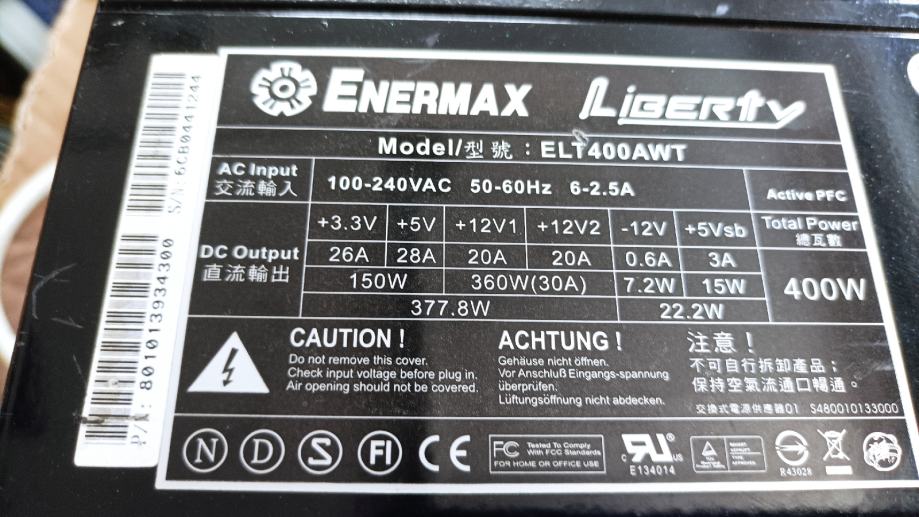 ENERMAX LIBERTY
Model/型號 : ELT400AWT
AC Input 100-240VAC 50-60Hz 6-2.5A Active PFC
交流輸入
DC Output +3.3V +5V +12V1 +12V2 -12V +5Vsb Total Power
直流輸出 總瓦數
26A 28A 20A 20A 0.6A 3A
150W 360W(30A) 7.2W 15W 400W
377.8W 22.2W
CAUTION !
Do not remove this cover.
Check input voltage before plug in.
Air opening should not be covered.
ACHTUNG !
Gehäuse nicht öffnen.
Vor Anschluß Eingangs-spannung
überprüfen.
Lüftungsöffnung nicht abdecken.
注意 !
不可自行拆卸產品；
保持空氣流通口暢通。
交換式電源供應器01 S480010133000
N D S FI CE FC Tested To Comply
With FCC Standards
FOR HOME OR OFFICE USE
c RU US
E134014
R43028
S/N:6CB0441244
P/N: 801013934300